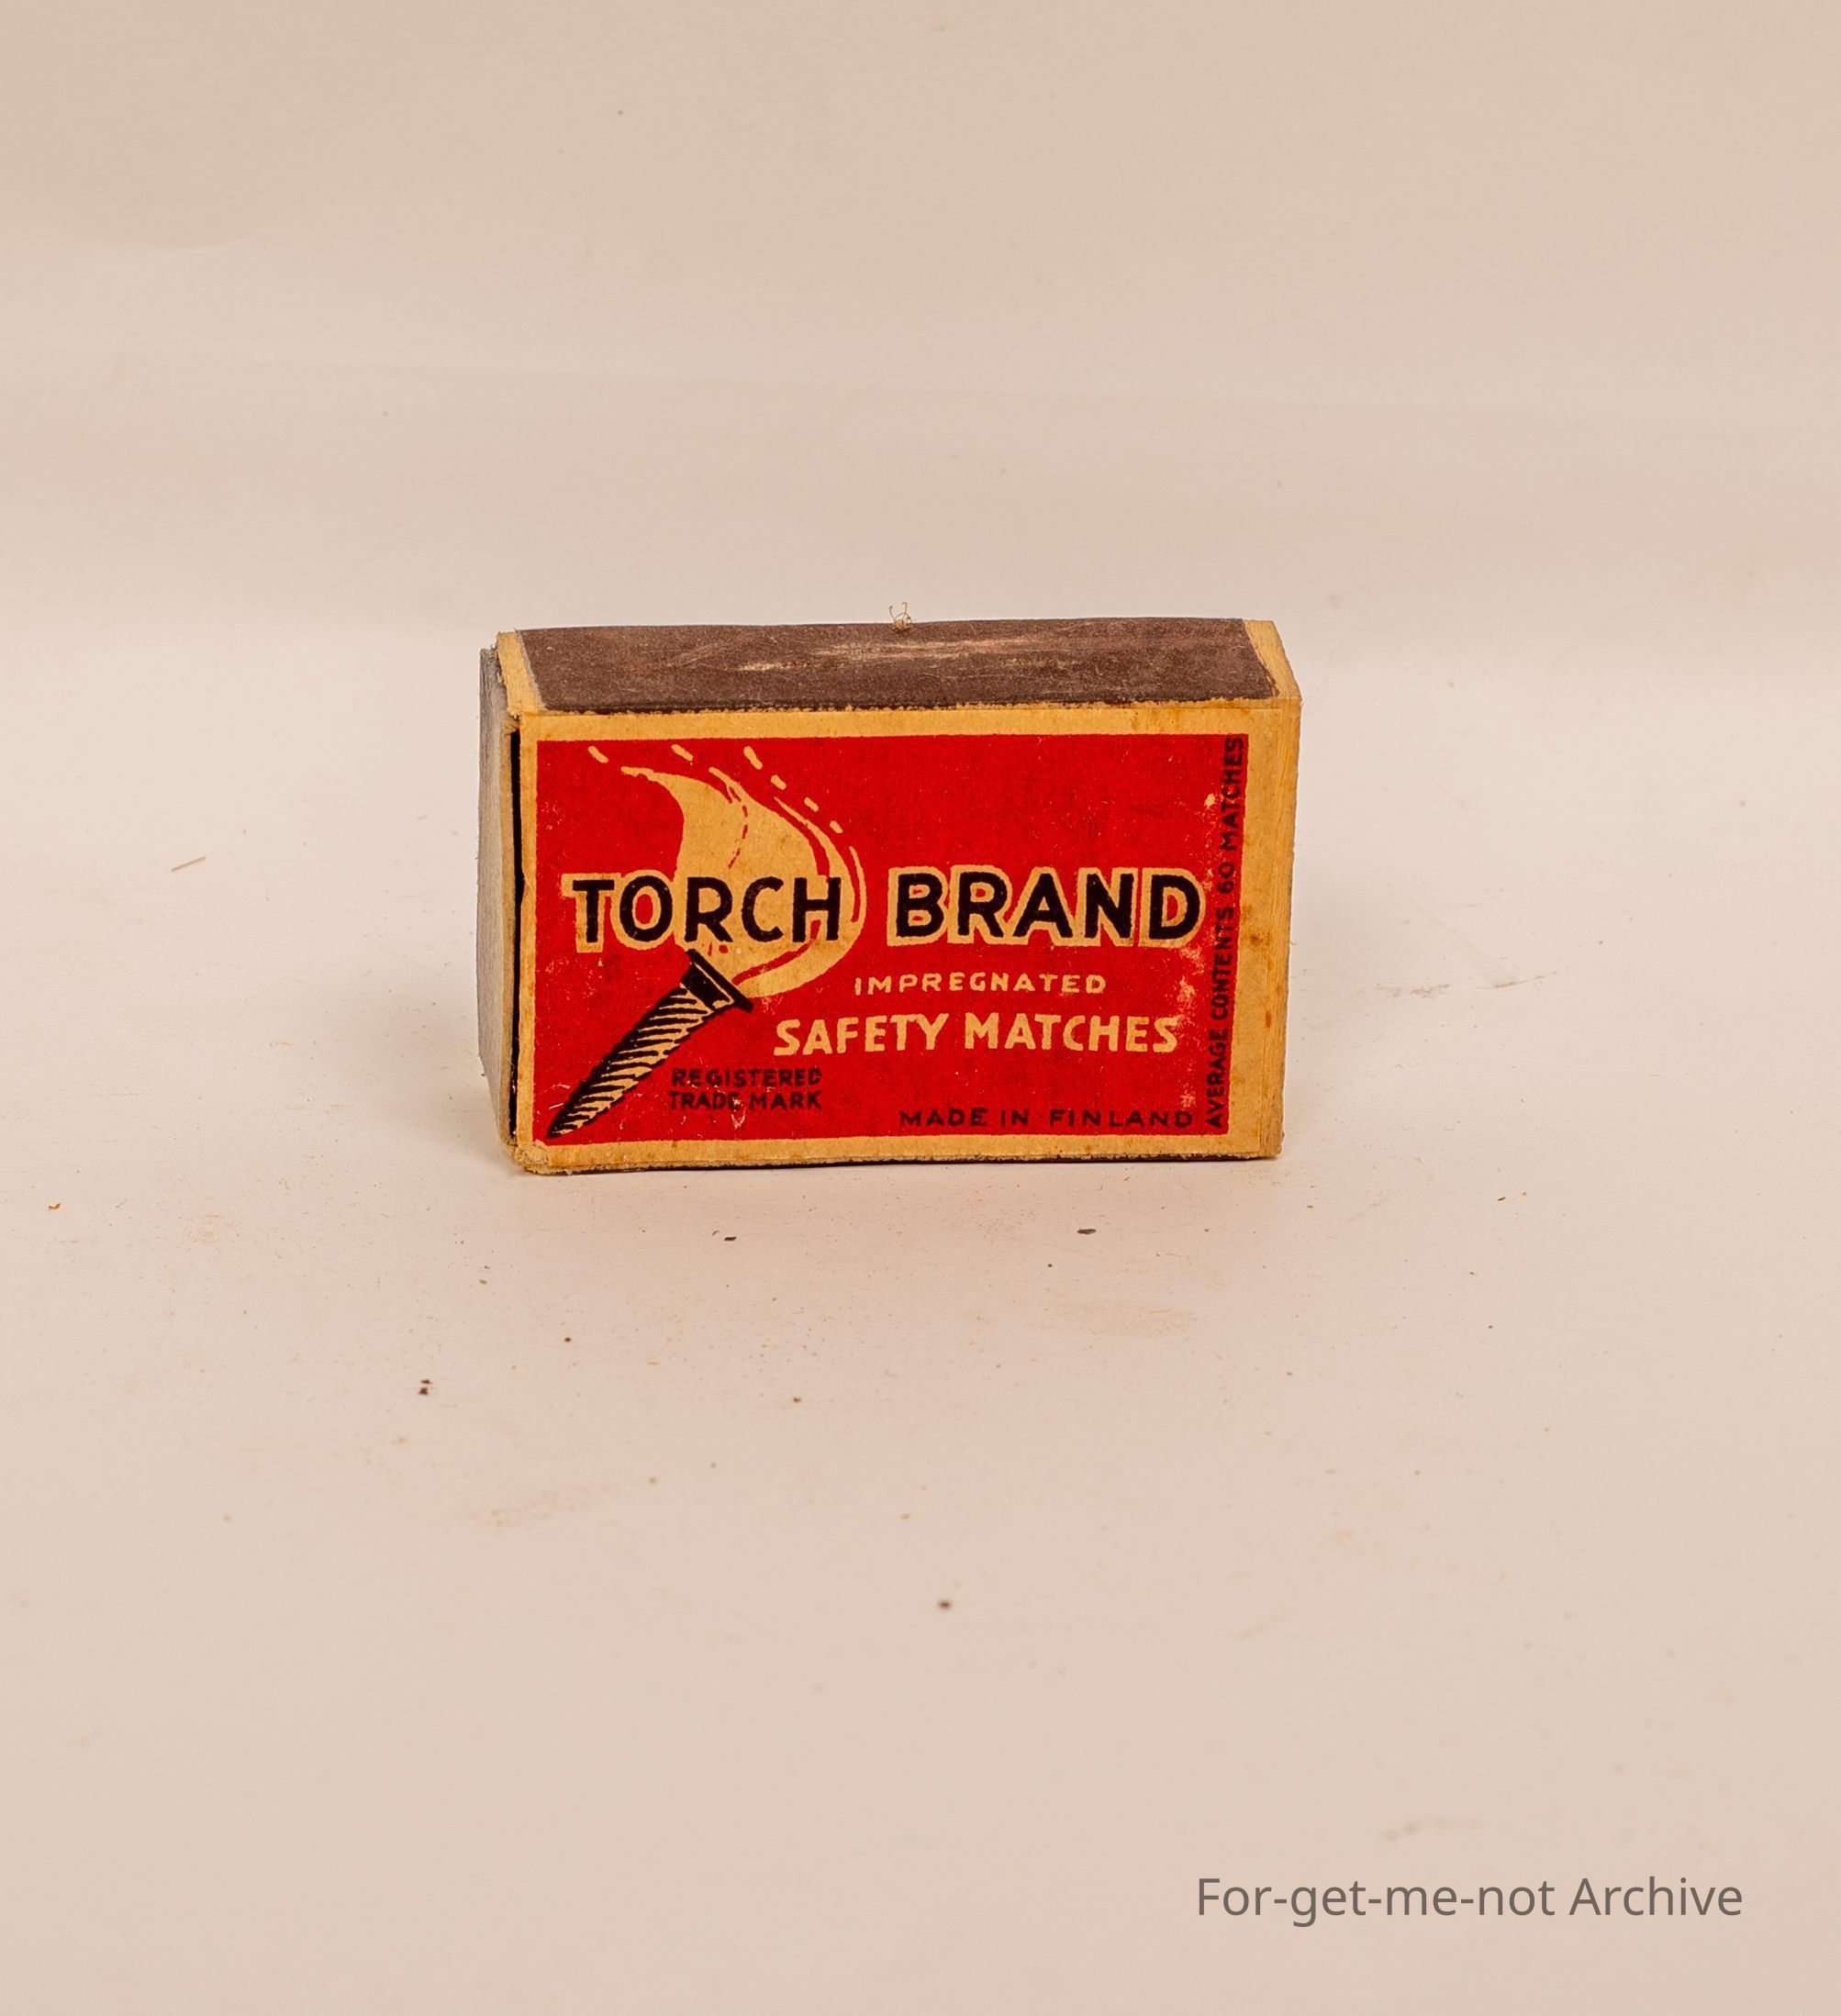 TORCH BRAND
IMPREGNATED
SAFETY MATCHES
REGISTERED
TRADE MARK
MADE IN FINLAND
AVERAGE CONTENTS 60 MATCHES
For-get-me-not Archive